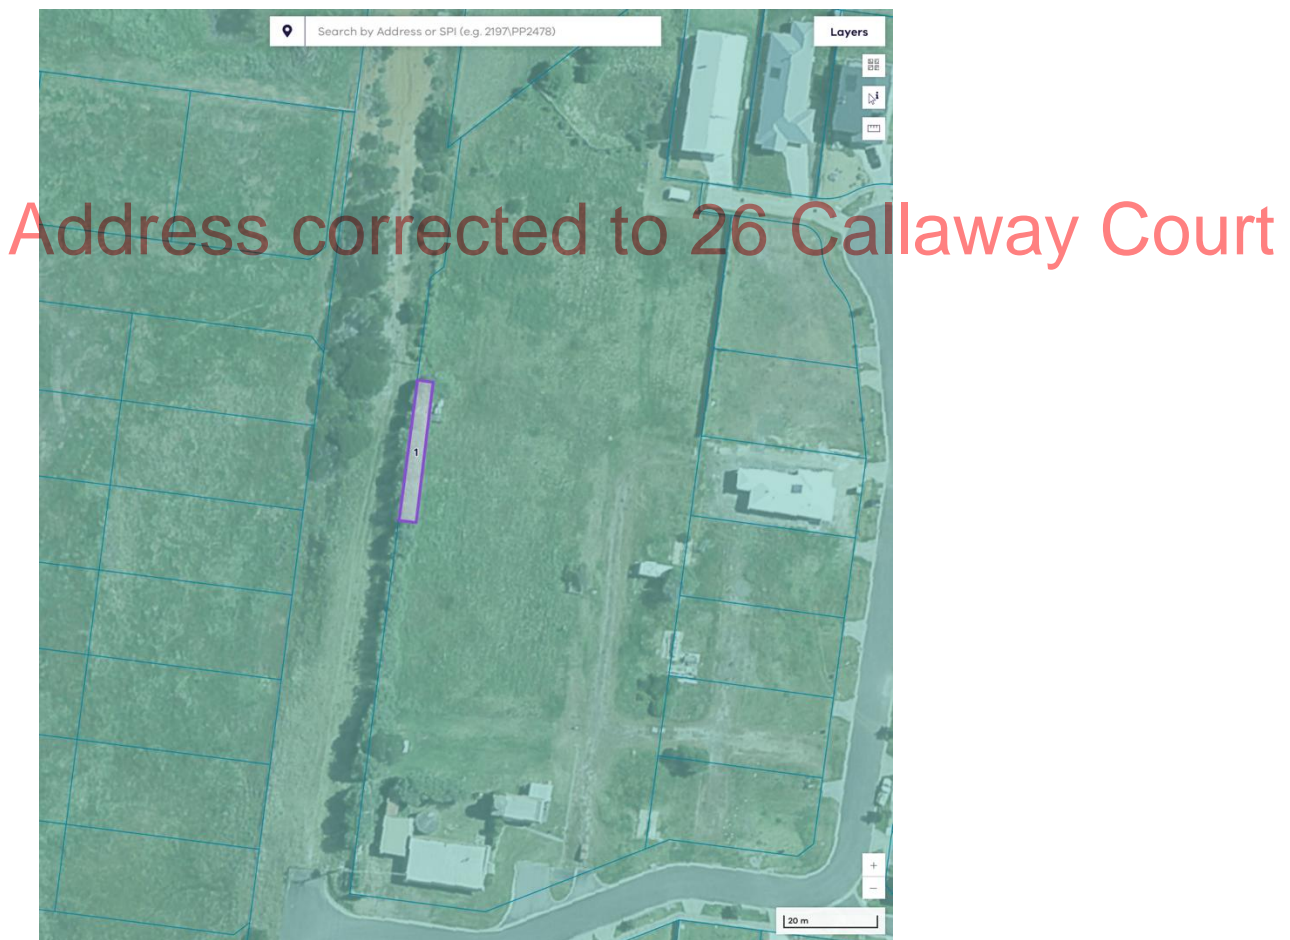 Search by Address or SPI (e.g. 2197\PP2478)
Layers
Address corrected to 26 Callaway Court
1
+
−
20 m